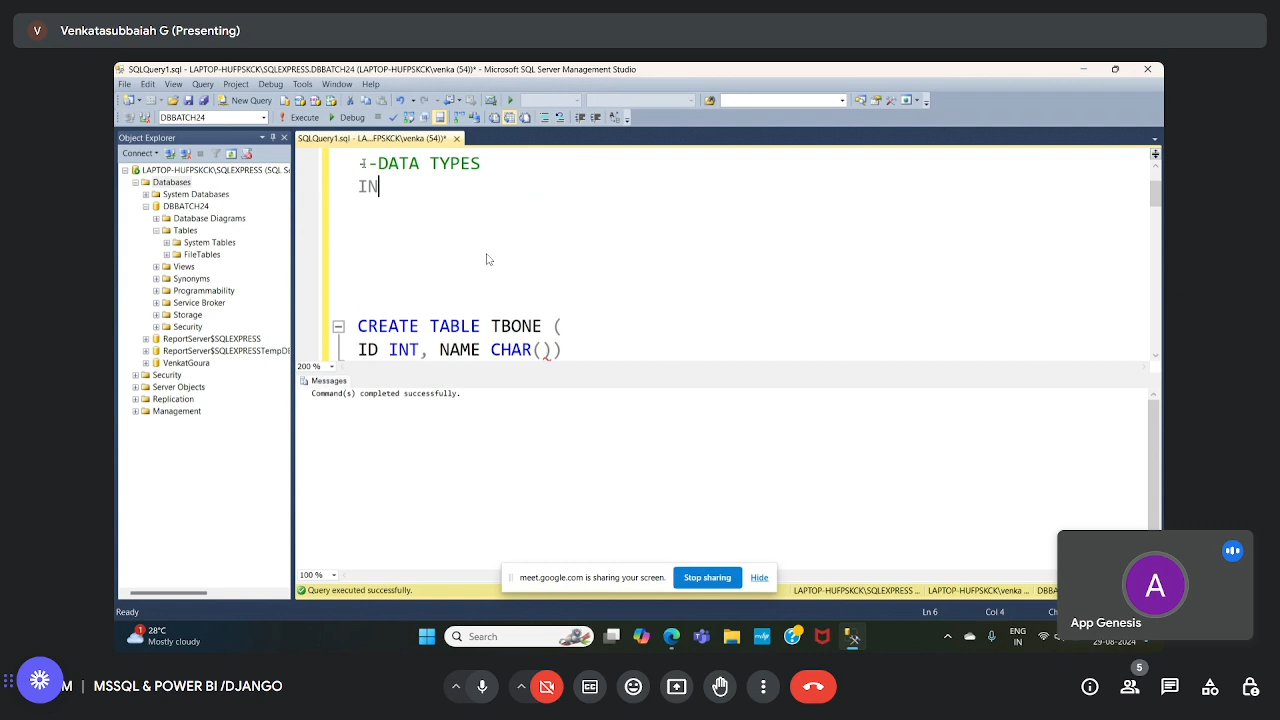 V Venkatasubbaiah G (Presenting)
SQLQuery1.sql - LAPTOP-HUFPSKCK\SQLEXPRESS.DBBATCH24 (LAPTOP-HUFPSKCK\venka (54))* - Microsoft SQL Server Management Studio
File Edit View Query Project Debug Tools Window Help
New Query
DBBATCH24 Execute Debug
Object Explorer
Connect
LAPTOP-HUFPSKCK\SQLEXPRESS (SQL S
Databases
System Databases
DBBATCH24
Database Diagrams
Tables
System Tables
FileTables
Views
Synonyms
Programmability
Service Broker
Storage
Security
ReportServer$SQLEXPRESS
ReportServer$SQLEXPRESSTempD
VenkatGoura
Security
Server Objects
Replication
Management
SQLQuery1.sql - LA...FPSKCK\venka (54))*
--DATA TYPES
IN
CREATE TABLE TBONE (
ID INT, NAME CHAR())
200 %
Messages
Command(s) completed successfully.
100 %
meet.google.com is sharing your screen. Stop sharing Hide
Query executed successfully. LAPTOP-HUFPSKCK\SQLEXPRESS ... LAPTOP-HUFPSKCK\venka ... DBBA
Ready Ln 6 Col 4 Ch
A
App Genesis
1
28°C
Mostly cloudy
Search
ENG
IN
29-08-2024
M | MSSQL & POWER BI /DJANGO
5